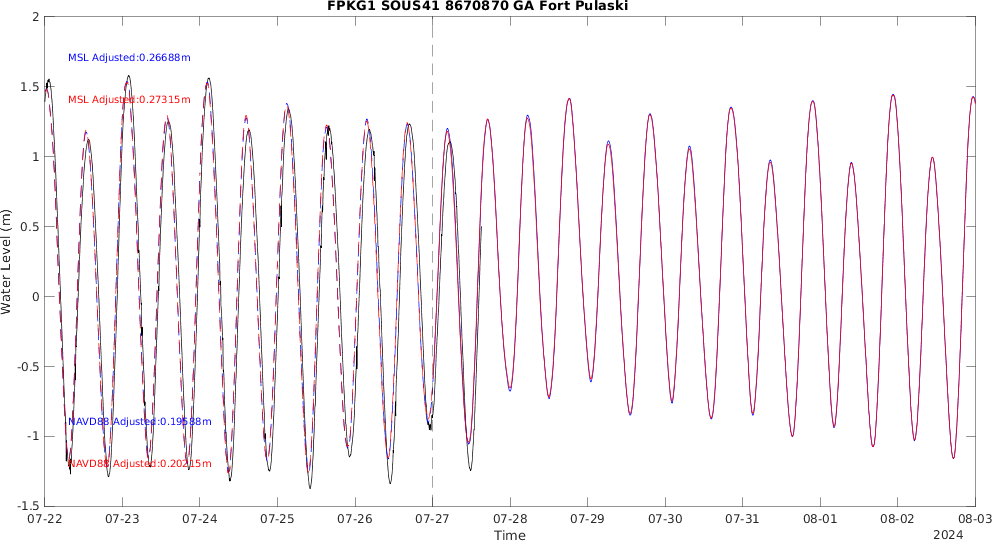 FPKG1 SOUS41 8670870 GA Fort Pulaski
2
MSL Adjusted:0.26688m
1.5
MSL Adjusted:0.27315m
1
0.5
Water Level (m)
0
-0.5
NAVD88 Adjusted:0.19588m
-1
NAVD88 Adjusted:0.20215m
-1.5
07-22 07-23 07-24 07-25 07-26 07-27 07-28 07-29 07-30 07-31 08-01 08-02 08-03
Time
2024